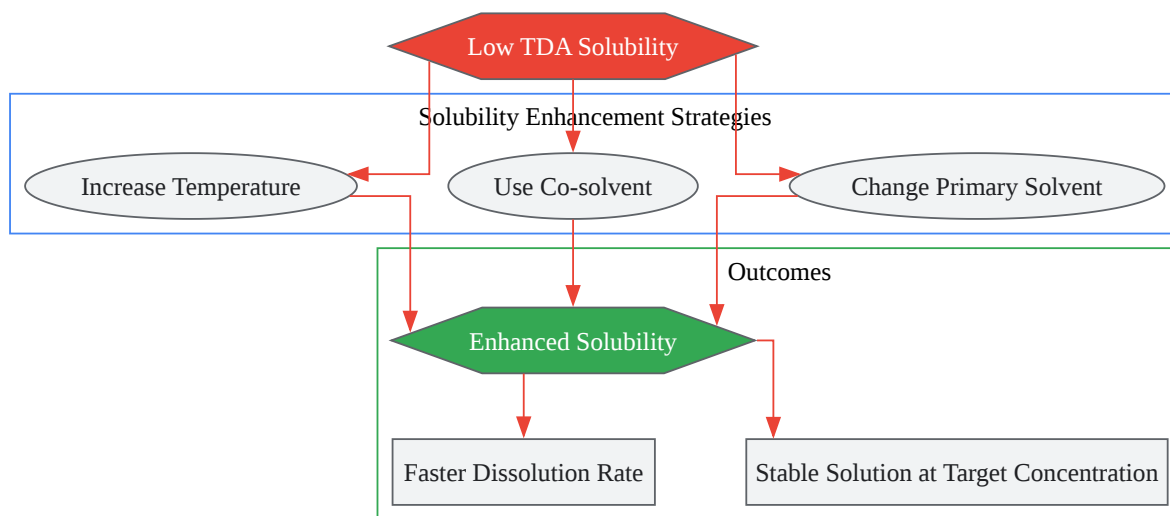 Low TDA Solubility
Solubility Enhancement Strategies
Increase Temperature
Use Co-solvent
Change Primary Solvent
Outcomes
Enhanced Solubility
Faster Dissolution Rate
Stable Solution at Target Concentration